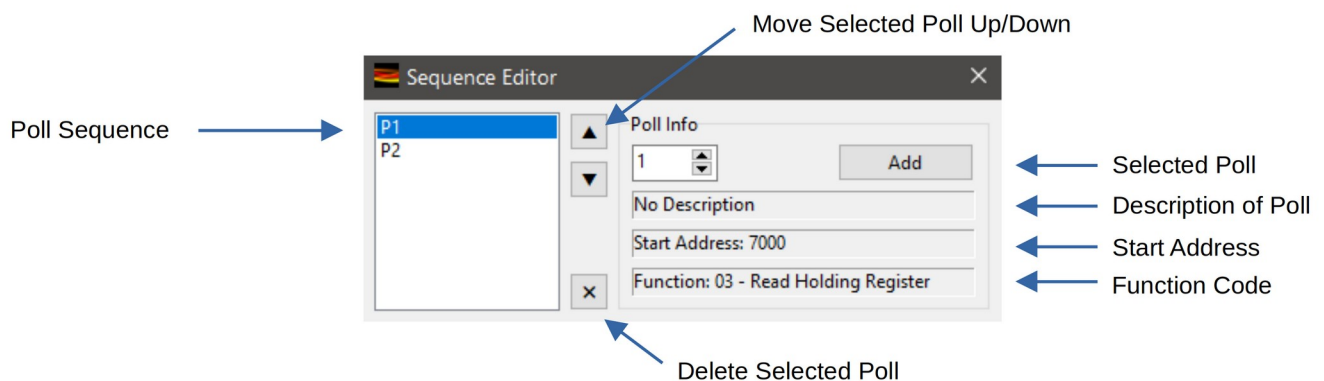 Move Selected Poll Up/Down
Sequence Editor
Poll Sequence
P1
P2
Poll Info
1
Add
Selected Poll
No Description
Description of Poll
Start Address: 7000
Start Address
Function: 03 - Read Holding Register
Function Code
Delete Selected Poll